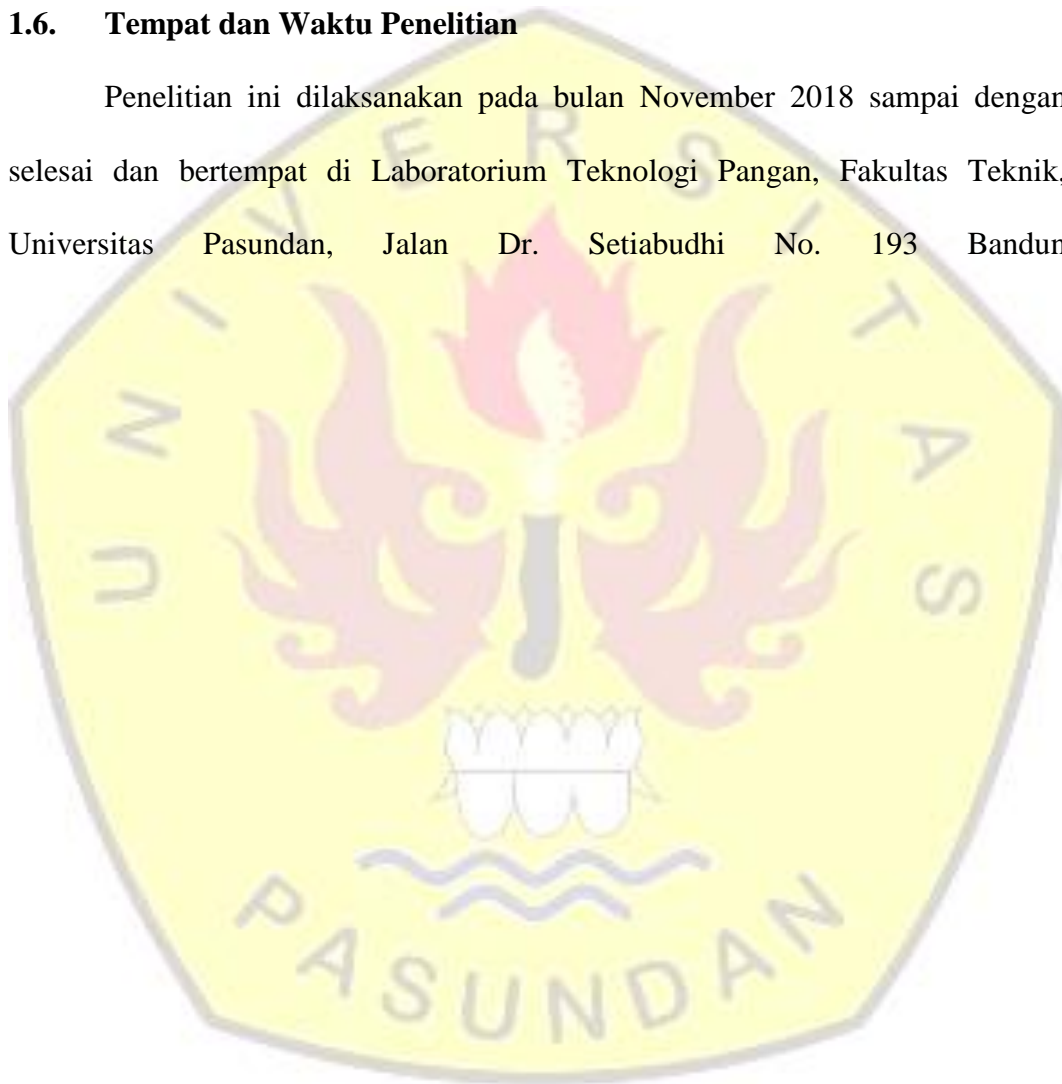 1.6. Tempat dan Waktu Penelitian
Penelitian ini dilaksanakan pada bulan November 2018 sampai dengan
selesai dan bertempat di Laboratorium Teknologi Pangan, Fakultas Teknik,
Universitas Pasundan, Jalan Dr. Setiabudhi No. 193 Bandun
UNIVERSITAS
PASUNDAN